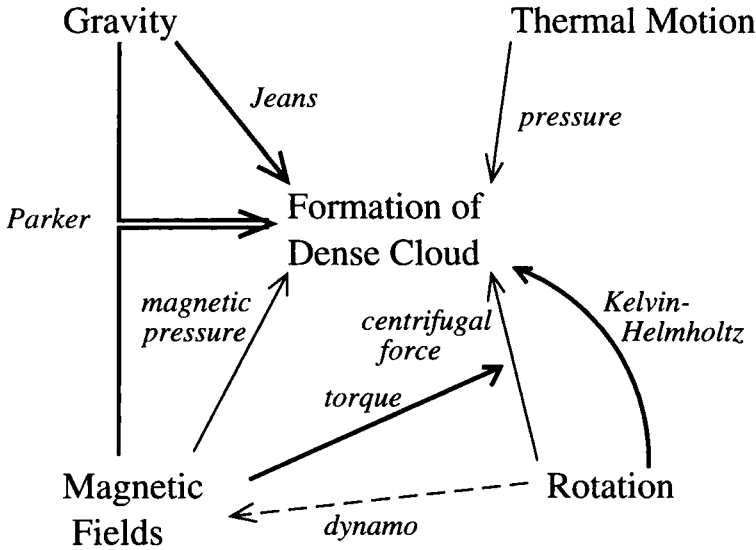 Gravity
Thermal Motion
Jeans
pressure
Parker
Formation of
Dense Cloud
magnetic
pressure
centrifugal
force
Kelvin-
Helmholtz
torque
Magnetic
Fields
Rotation
dynamo